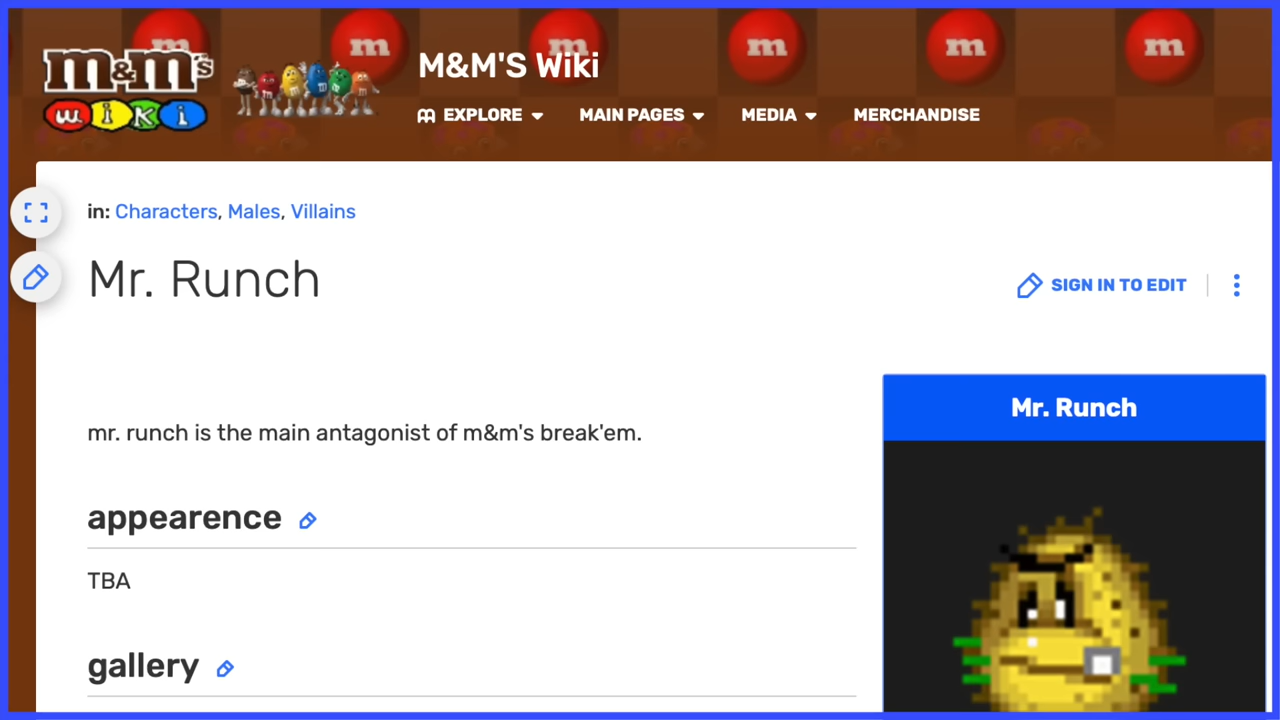 m m m m m m
m&m's
wiki
M&M'S Wiki
EXPLORE MAIN PAGES MEDIA MERCHANDISE
in: Characters, Males, Villains
Mr. Runch
SIGN IN TO EDIT
Mr. Runch
mr. runch is the main antagonist of m&m's break'em.
appearence
TBA
gallery